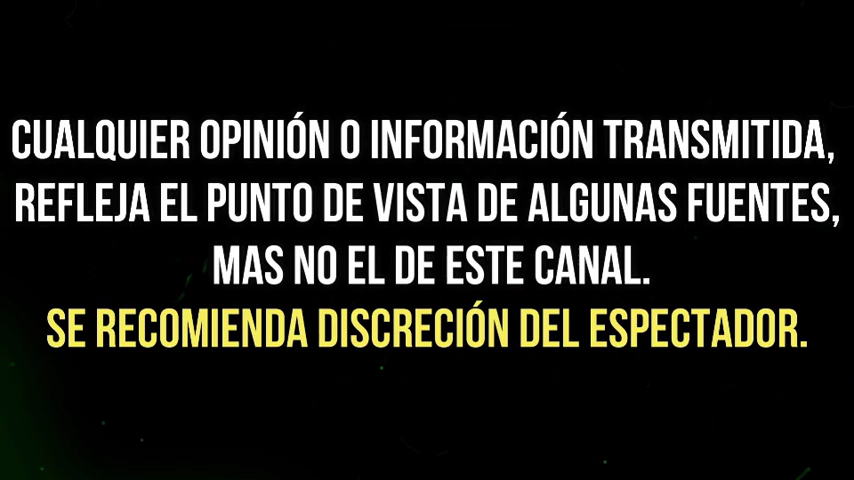 CUALQUIER OPINIÓN O INFORMACIÓN TRANSMITIDA,
REFLEJA EL PUNTO DE VISTA DE ALGUNAS FUENTES,
MAS NO EL DE ESTE CANAL.
SE RECOMIENDA DISCRECIÓN DEL ESPECTADOR.